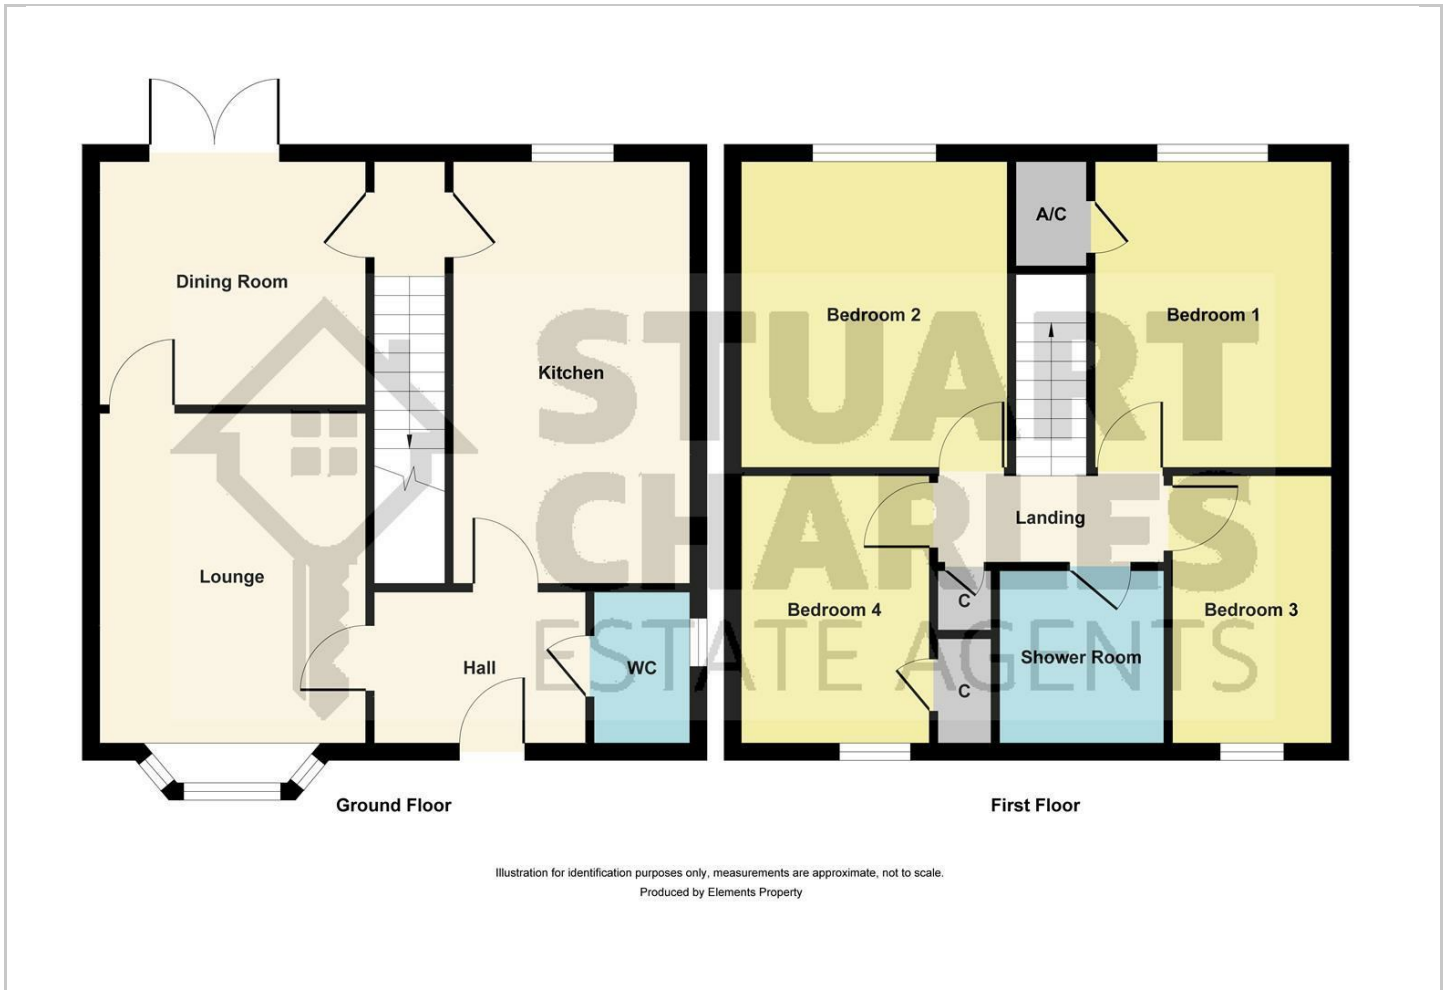 Dining Room
Kitchen
Lounge
Hall
WC
Ground Floor
A/C
Bedroom 2
Bedroom 1
Landing
Bedroom 4
C
Bedroom 3
Shower Room
C
First Floor
STUART
CHARLES
ESTATE AGENTS
Illustration for identification purposes only, measurements are approximate, not to scale.
Produced by Elements Property